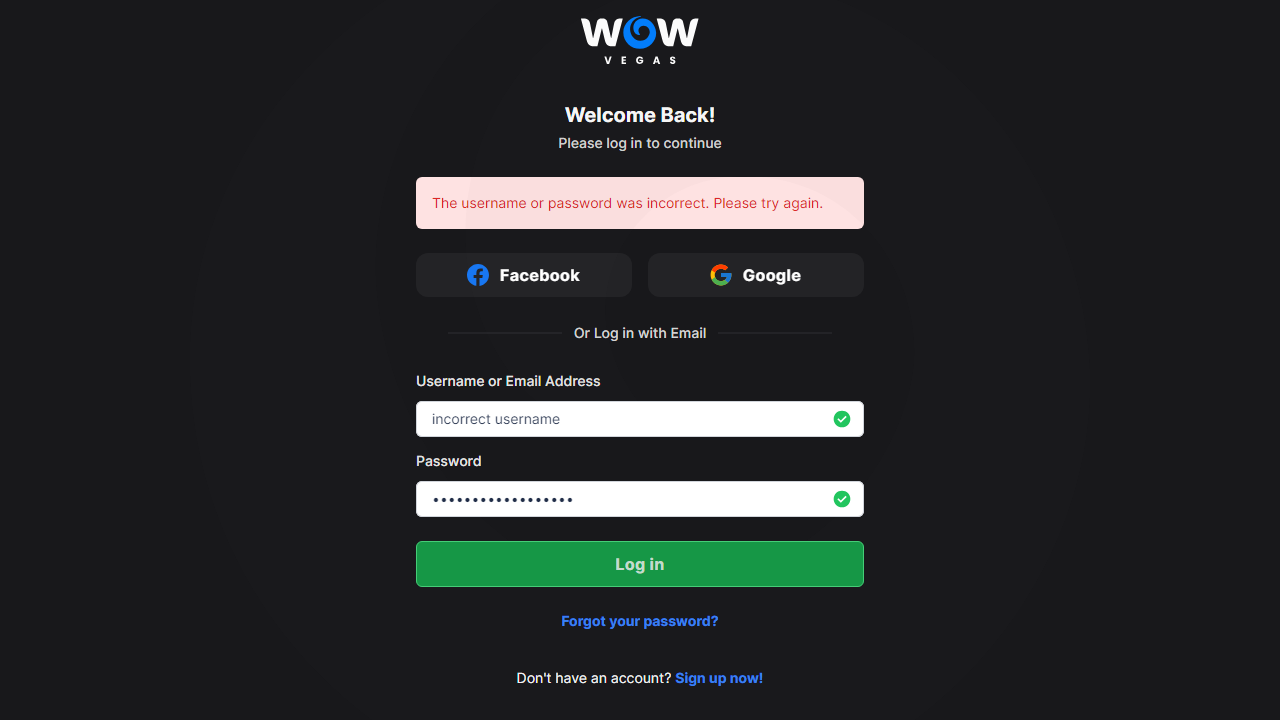 WOW
VEGAS
Welcome Back!
Please log in to continue
The username or password was incorrect. Please try again.
Facebook
Google
Or Log in with Email
Username or Email Address
incorrect username
Password
••••••••••••••••••
Log in
Forgot your password?
Don't have an account? Sign up now!